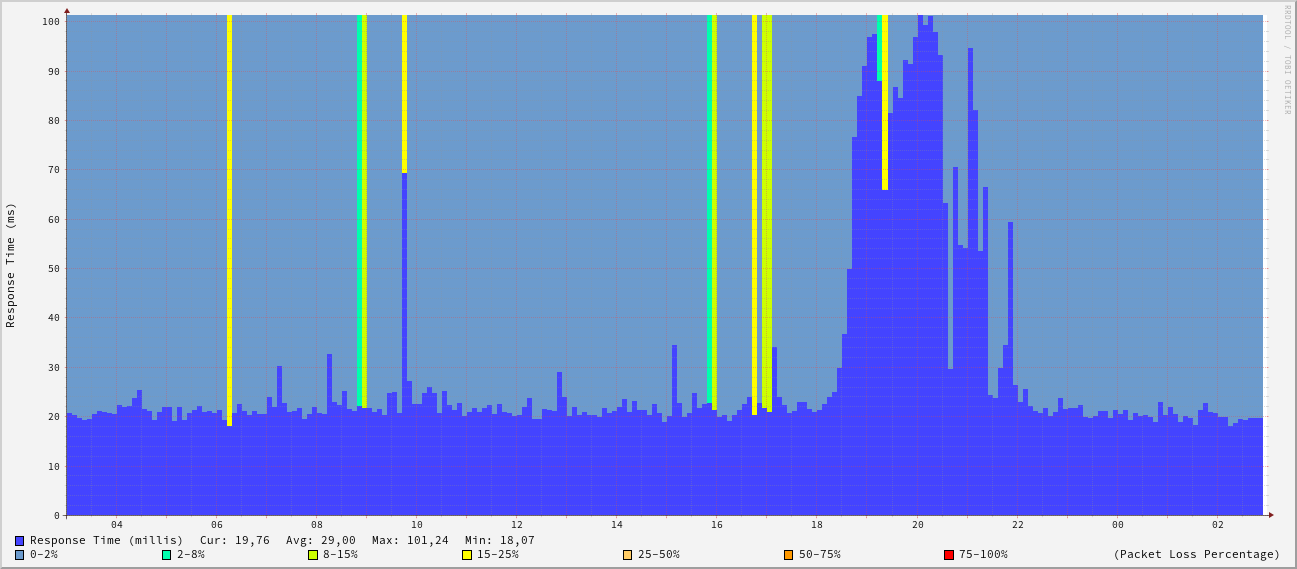 RRDTOOL / TOBI OETIKER
Response Time (ms)
100
90
80
70
60
50
40
30
20
10
0
04 06 08 10 12 14 16 18 20 22 00 02
Response Time (millis) Cur: 19,76 Avg: 29,00 Max: 101,24 Min: 18,07
0-2% 2-8% 8-15% 15-25% 25-50% 50-75% 75-100% (Packet Loss Percentage)